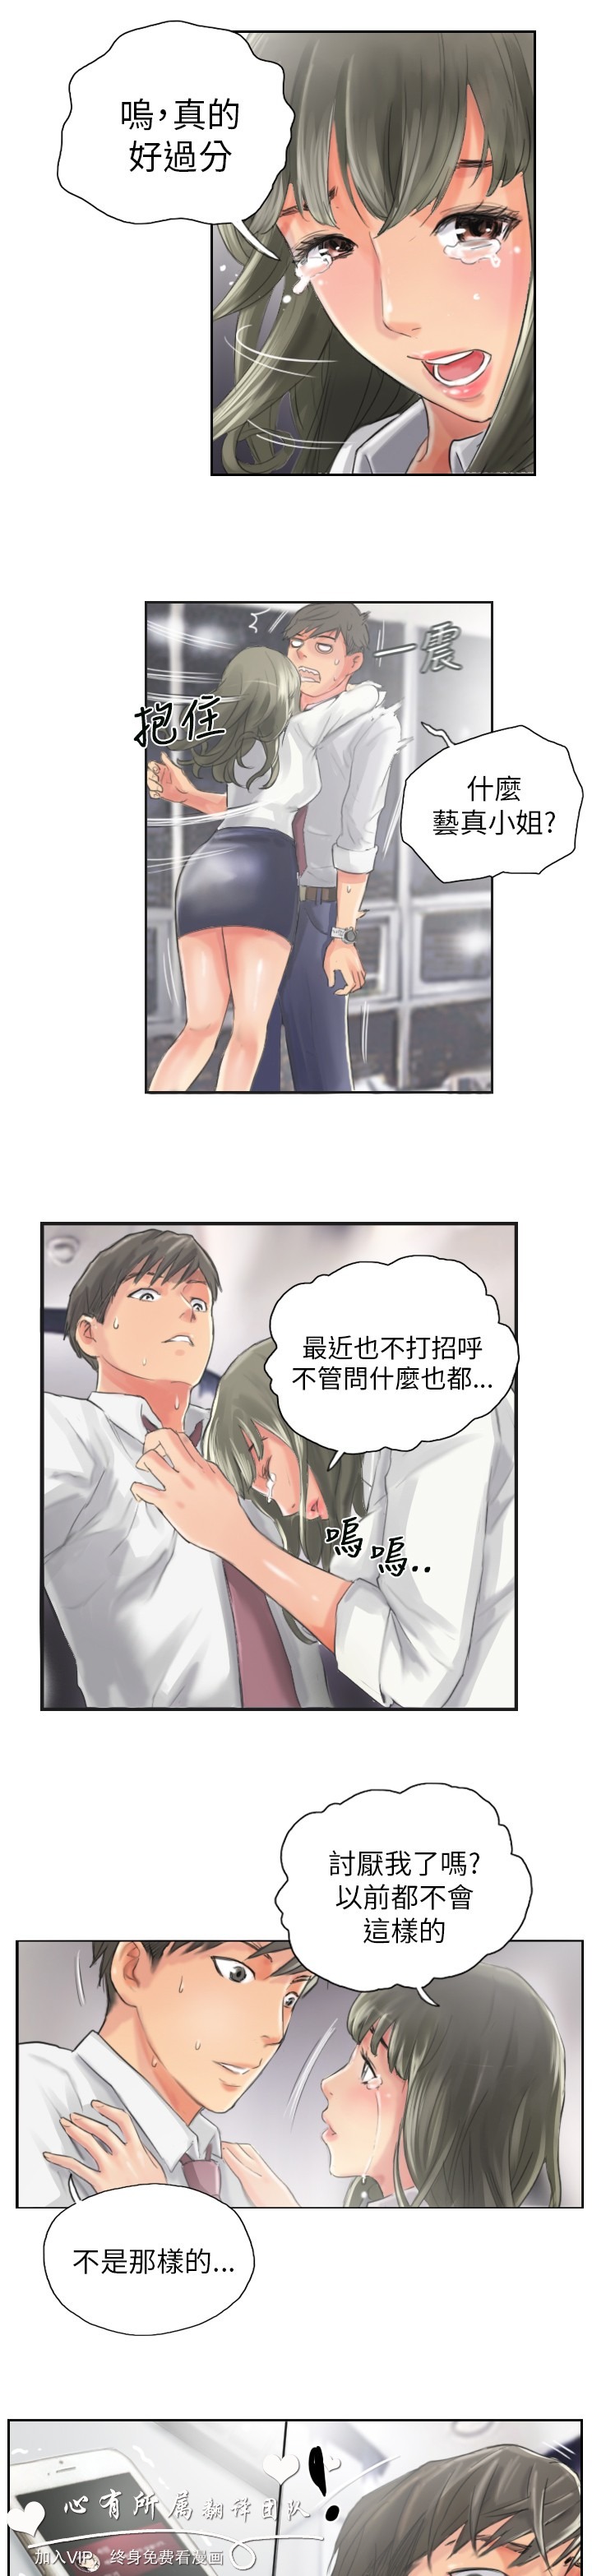 嗚,真的
好過分
一震
抱住
什麼
藝真小姐?
最近也不打招呼
不管問什麼也都...
嗚嗚..
討厭我了嗎?
以前都不會
這樣的
不是那樣的...
!
心有所属翻译团队
加入VIP,终身免费看漫画